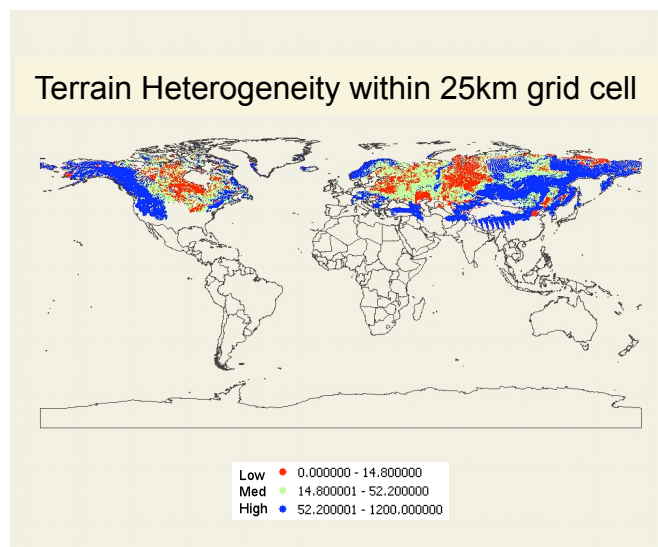 Terrain Heterogeneity within 25km grid cell
Low 0.000000 - 14.800000
Med 14.800001 - 52.200000
High 52.200001 - 1200.000000